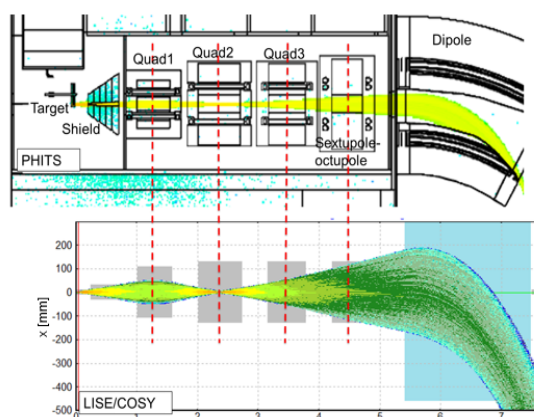 Quad1
Quad2
Quad3
Dipole
Target
Shield
Sextupole-
octupole
PHITS
200
100
0
-100
-200
-300
-400
-500
x [mm]
LISE/COSY
0
1
2
3
4
5
6
7